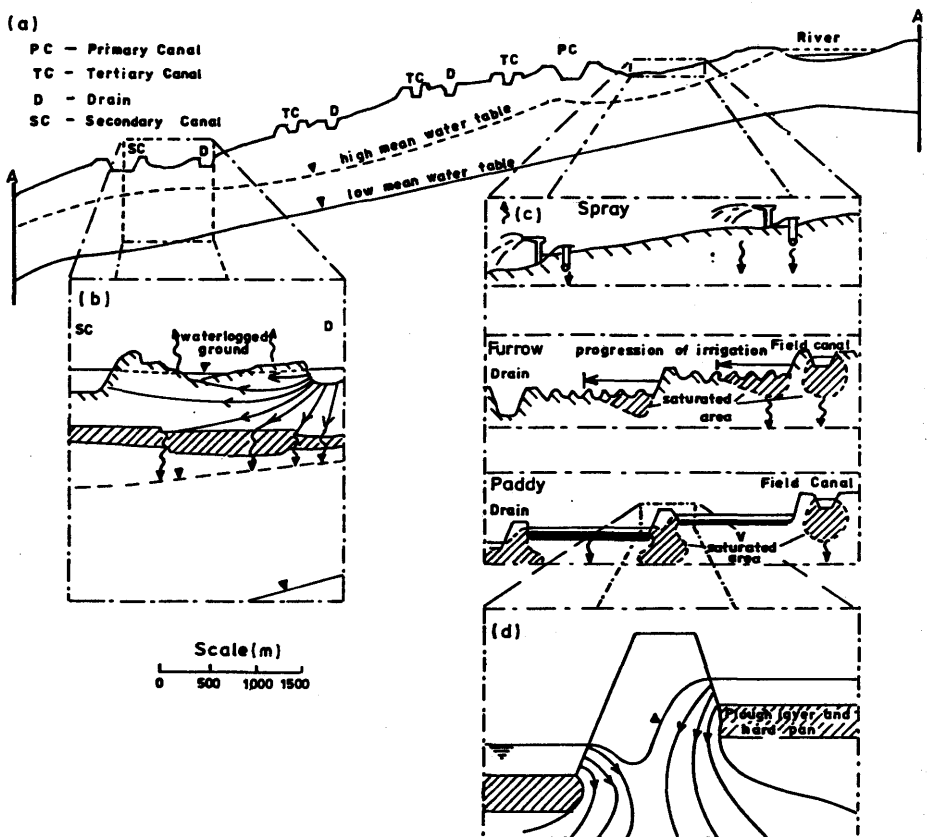 (a)
PC - Primary Canal
TC - Tertiary Canal
D - Drain
SC - Secondary Canal
A
A
River
PC
TC
D
TC
TC
D
SC
D
high mean water table
low mean water table
(b)
SC
D
waterlogged
ground
Scale(m)
0 500 1,000 1500
(c) Spray
Furrow
progression of irrigation
Field canal
Drain
saturated
area
Paddy
Field Canal
Drain
saturated
area
(d)
Plough layer and
hard pan